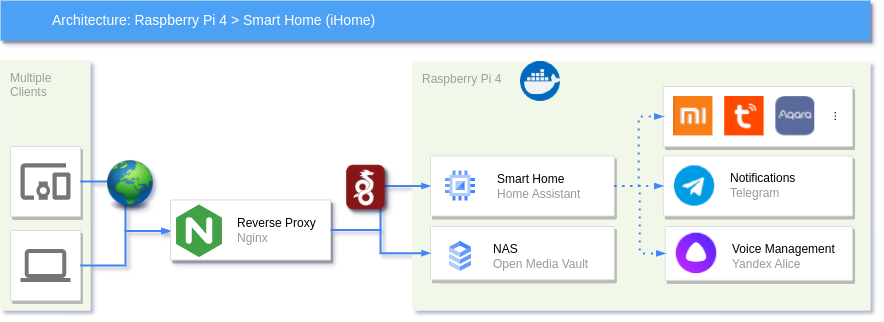 Architecture: Raspberry Pi 4 > Smart Home (iHome)
Multiple
Clients
Reverse Proxy
Nginx
Raspberry Pi 4
Smart Home
Home Assistant
NAS
Open Media Vault
mi
Aqara
Notifications
Telegram
Voice Management
Yandex Alice